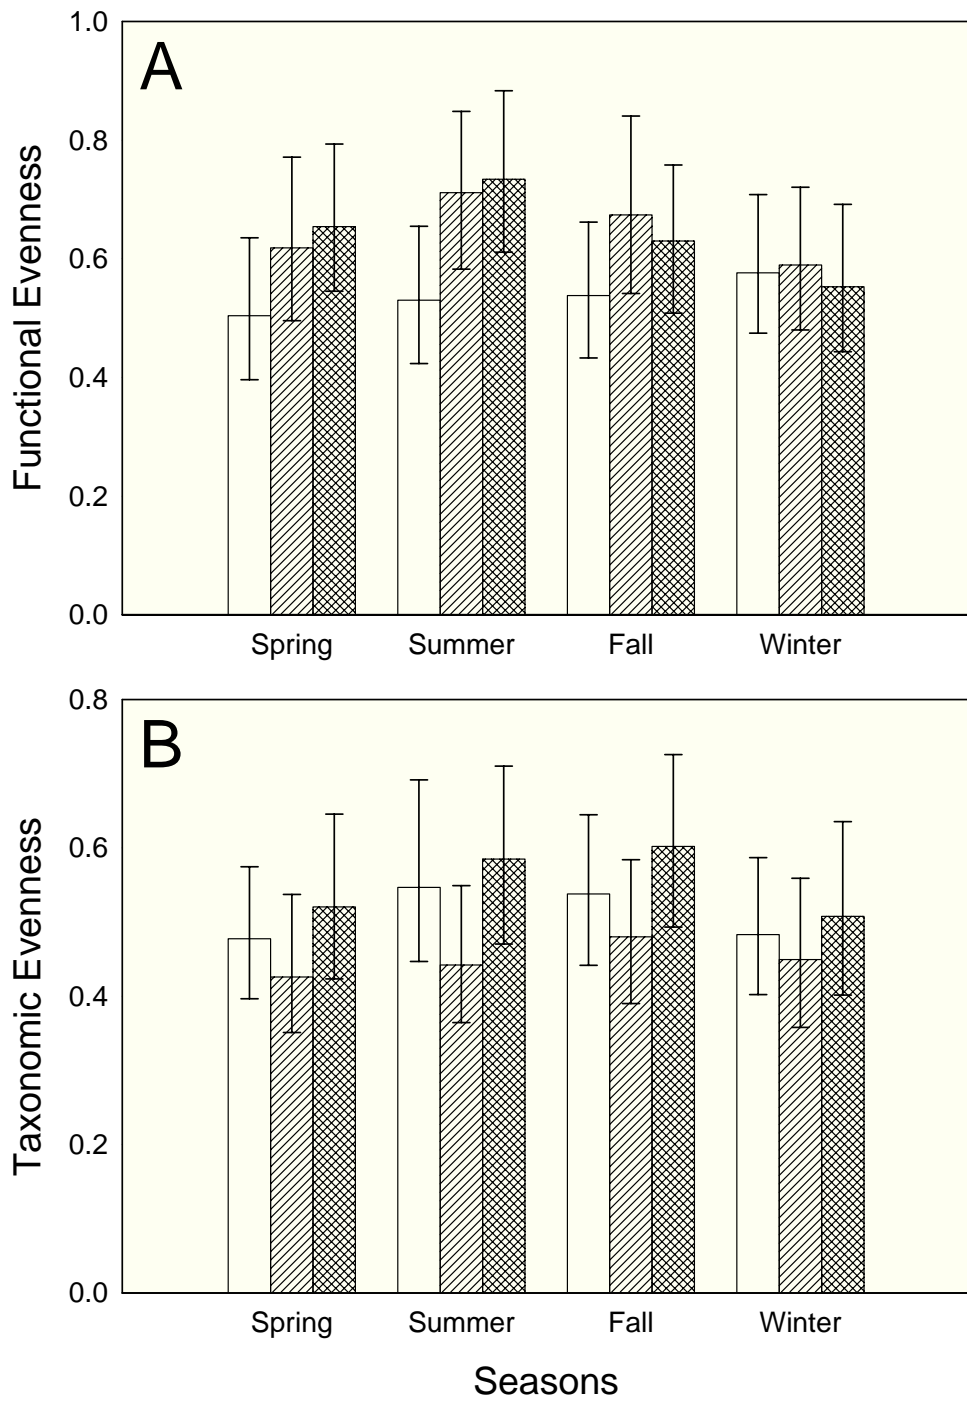 1.0
A
0.8
0.6
0.4
0.2
0.0
Functional Evenness
Spring Summer Fall Winter
0.8
B
0.6
0.4
0.2
0.0
Taxonomic Evenness
Spring Summer Fall Winter
Seasons